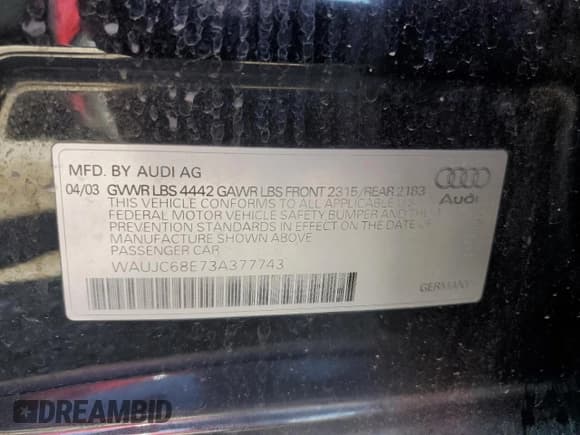 MFD. BY AUDI AG
04/03 GVWR LBS 4442 GAWR LBS FRONT 2315/REAR 2183
THIS VEHICLE CONFORMS TO ALL APPLICABLE U.S.
FEDERAL MOTOR VEHICLE SAFETY BUMPER AND THEFT
PREVENTION STANDARDS IN EFFECT ON THE DATE OF
MANUFACTURE SHOWN ABOVE
PASSENGER CAR
WAUJC68E73A377743
Audi
GERMANY
DREAMBID